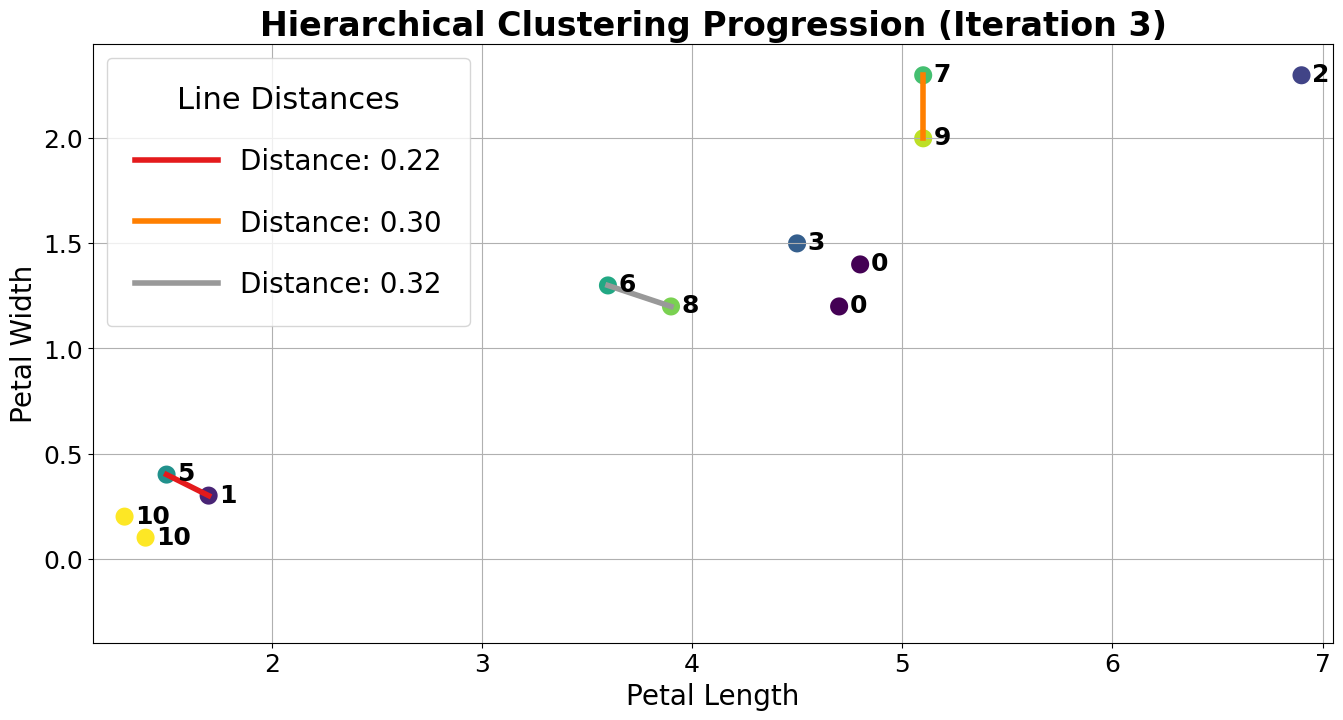 Hierarchical Clustering Progression (Iteration 3)
Line Distances
Distance: 0.22
Distance: 0.30
Distance: 0.32
7
2
9
3
0
6
8
0
5
1
10
10
2.0
1.5
1.0
0.5
0.0
Petal Width
2 3 4 5 6 7
Petal Length